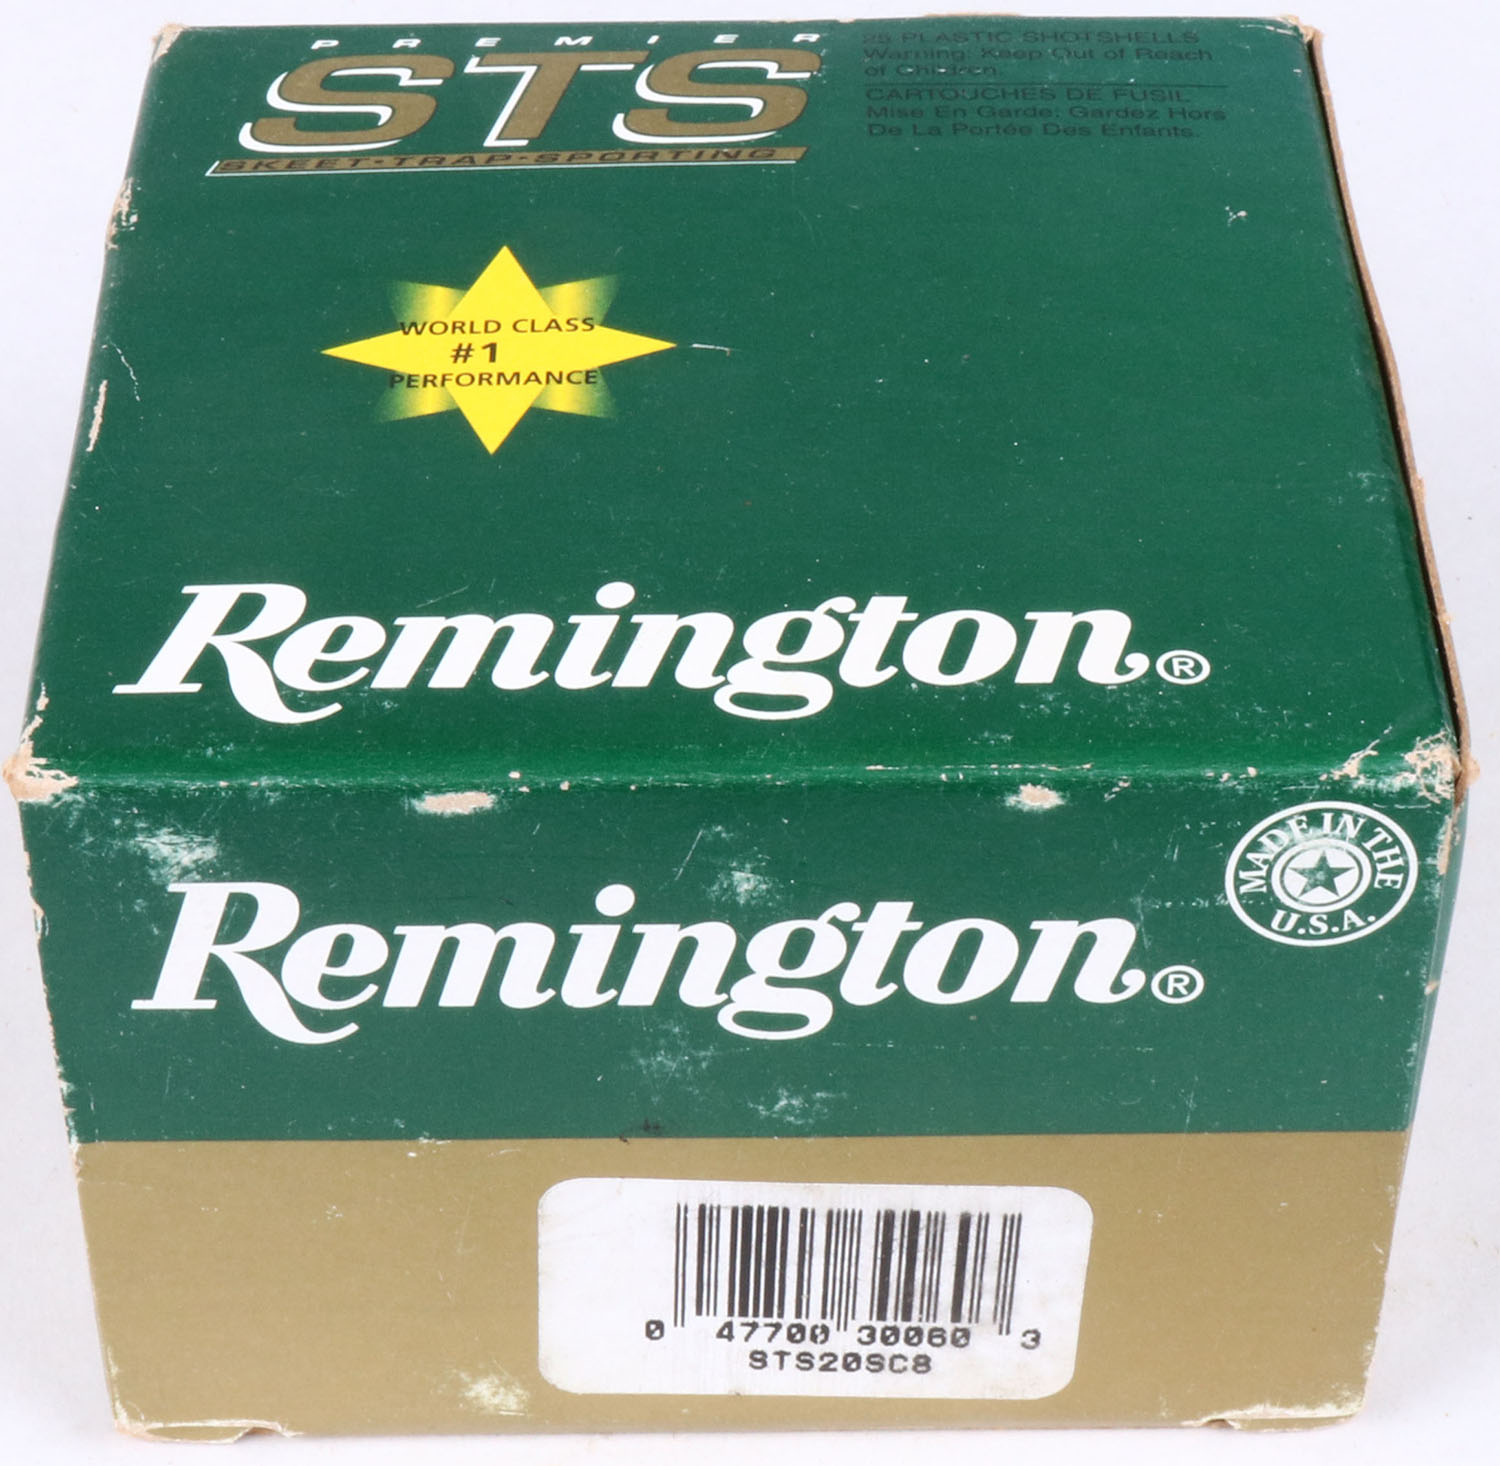 PREMIER
STS
SKEET·TRAP·SPORTING
25 PLASTIC SHOTSHELLS
Warning: Keep Out of Reach
of Children.
CARTOUCHES DE FUSIL
Mise En Garde: Gardez Hors
De La Portée Des Enfants.
WORLD CLASS
#1
PERFORMANCE
Remington®
Remington®
MADE IN THE
U.S.A.
0 47700 30060 3
STS20SC8